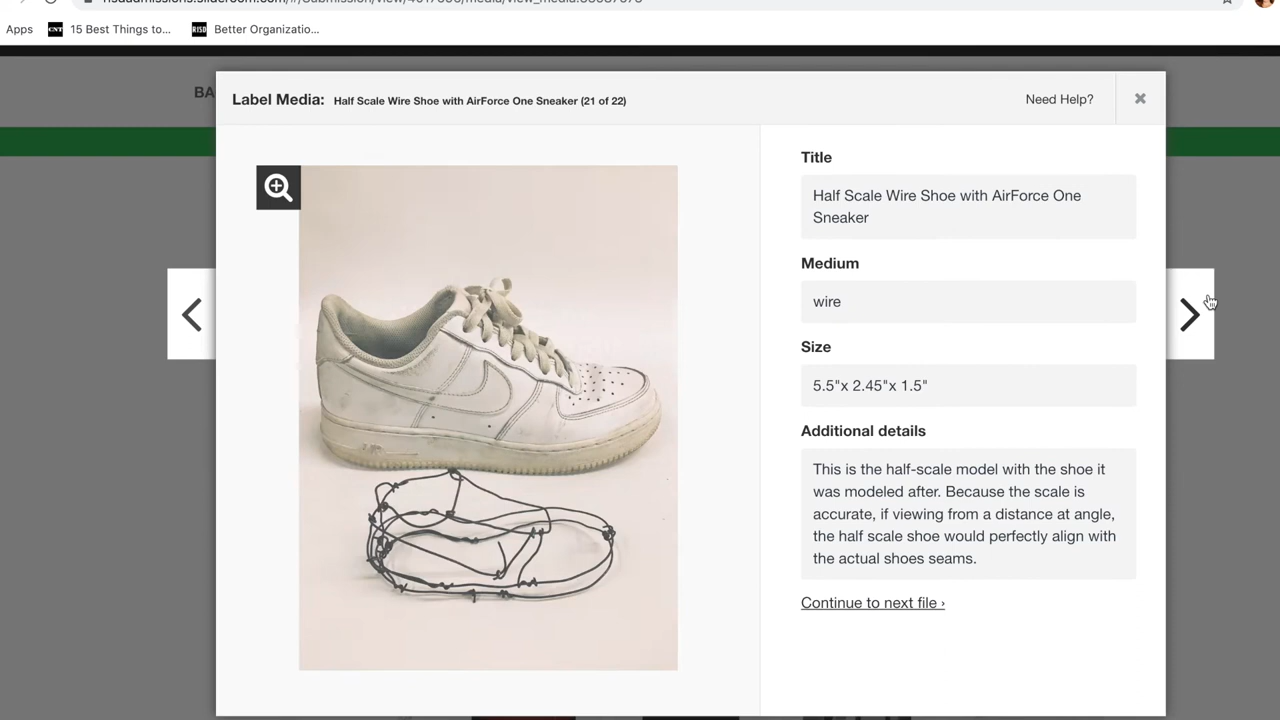 Apps
CNT
15 Best Things to...
RISD
Better Organizatio...
BA
Label Media: Half Scale Wire Shoe with AirForce One Sneaker (21 of 22)
Need Help?
Title
Half Scale Wire Shoe with AirForce One
Sneaker
Medium
wire
Size
5.5"x 2.45"x 1.5"
Additional details
This is the half-scale model with the shoe it
was modeled after. Because the scale is
accurate, if viewing from a distance at angle,
the half scale shoe would perfectly align with
the actual shoes seams.
Continue to next file ›